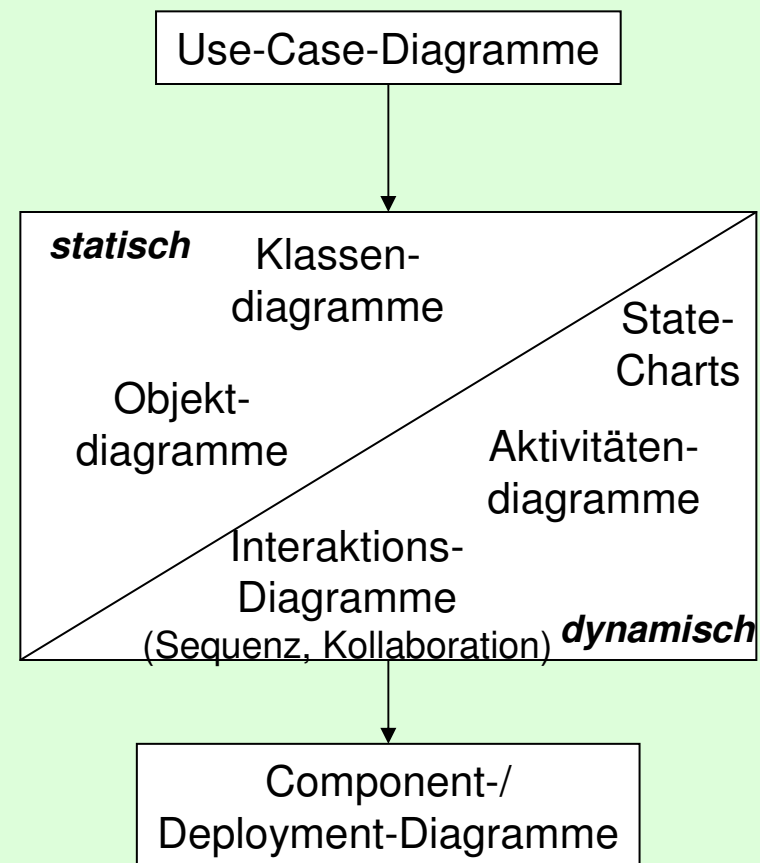 Use-Case-Diagramme
statisch
Klassen-
diagramme
State-
Charts
Objekt-
diagramme
Aktivitäten-
diagramme
Interaktions-
Diagramme
(Sequenz, Kollaboration)
dynamisch
Component-/
Deployment-Diagramme